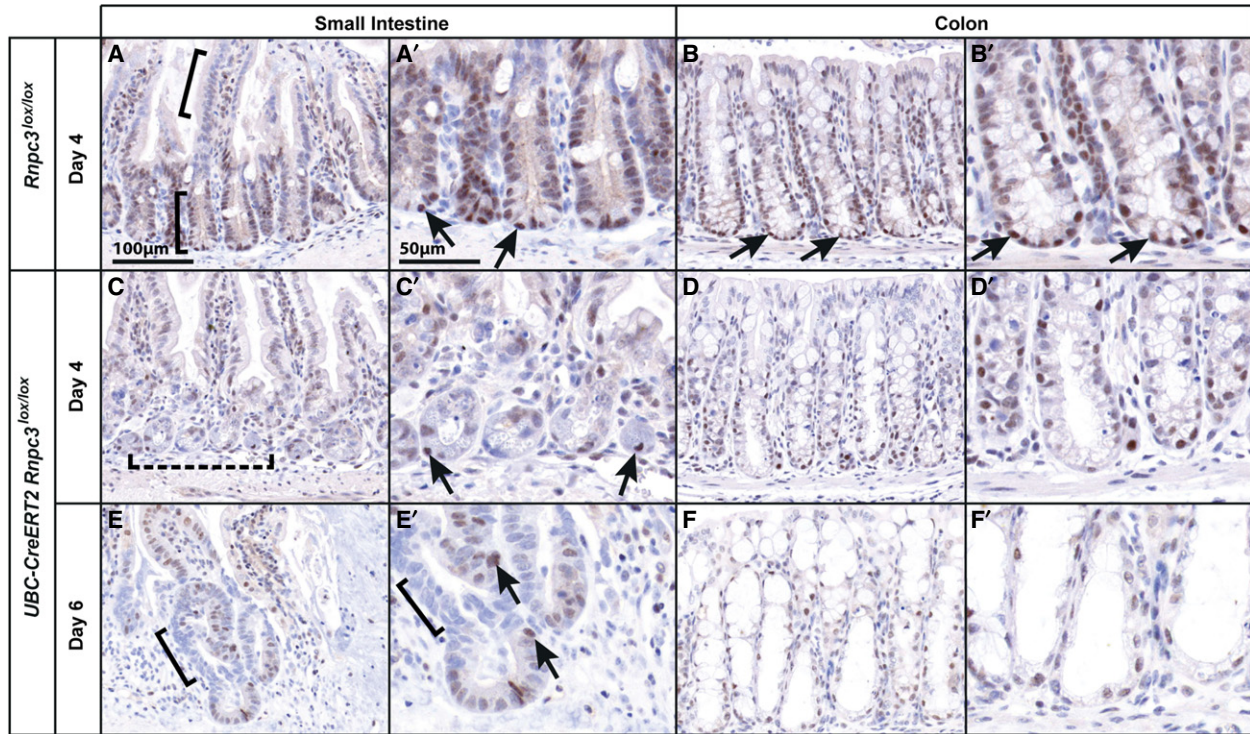 Small Intestine
Colon
Rnpc3lox/lox
Day 4
A
100µm
A′
50µm
B
B′
UBC-CreERT2 Rnpc3lox/lox
Day 4
C
C′
D
D′
Day 6
E
E′
F
F′